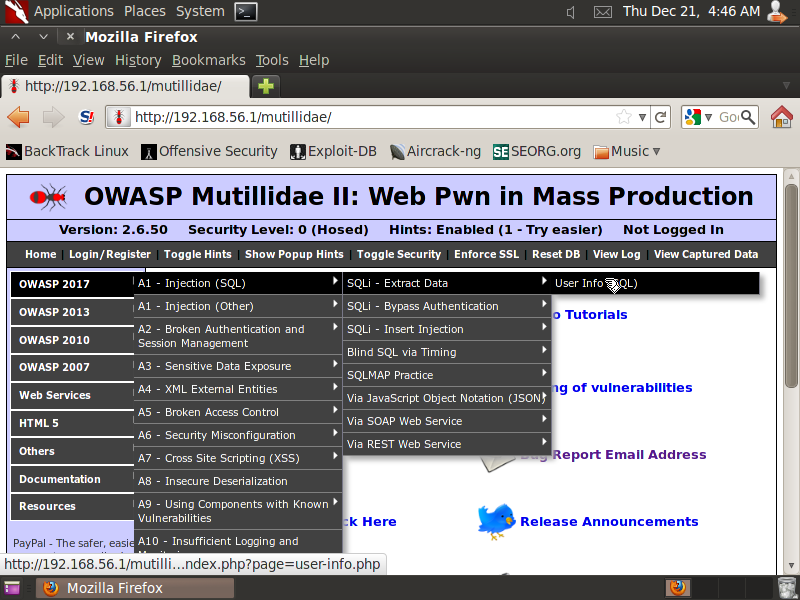 Applications Places System Thu Dec 21, 4:46 AM
Mozilla Firefox
File Edit View History Bookmarks Tools Help
http://192.168.56.1/mutillidae/
http://192.168.56.1/mutillidae/
BackTrack Linux Offensive Security Exploit-DB Aircrack-ng SEORG.org Music
OWASP Mutillidae II: Web Pwn in Mass Production
Version: 2.6.50 Security Level: 0 (Hosed) Hints: Enabled (1 - Try easier) Not Logged In
Home | Login/Register | Toggle Hints | Show Popup Hints | Toggle Security | Enforce SSL | Reset DB | View Log | View Captured Data
OWASP 2017
OWASP 2013
OWASP 2010
OWASP 2007
Web Services
HTML 5
Others
Documentation
Resources
PayPal - The safer, easie
A1 - Injection (SQL)
A1 - Injection (Other)
A2 - Broken Authentication and
Session Management
A3 - Sensitive Data Exposure
A4 - XML External Entities
A5 - Broken Access Control
A6 - Security Misconfiguration
A7 - Cross Site Scripting (XSS)
A8 - Insecure Deserialization
A9 - Using Components with Known
Vulnerabilities
A10 - Insufficient Logging and
SQLi - Extract Data
SQLi - Bypass Authentication
SQLi - Insert Injection
Blind SQL via Timing
SQLMAP Practice
Via JavaScript Object Notation (JSON)
Via SOAP Web Service
Via REST Web Service
User Info
Tutorials
of vulnerabilities
Report Email Address
ck Here
Release Announcements
http://192.168.56.1/mutilli...ndex.php?page=user-info.php
Mozilla Firefox